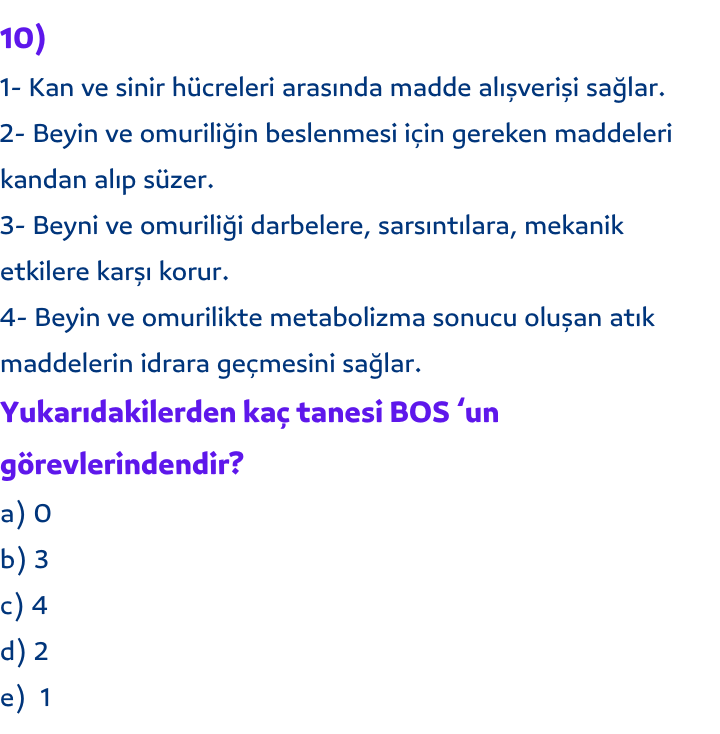 10)
1- Kan ve sinir hücreleri arasında madde alışverişi sağlar.
2- Beyin ve omuriliğin beslenmesi için gereken maddeleri
kandan alıp süzer.
3- Beyni ve omuriliği darbelere, sarsıntılara, mekanik
etkilere karşı korur.
4- Beyin ve omurilikte metabolizma sonucu oluşan atık
maddelerin idrara geçmesini sağlar.
Yukarıdakilerden kaç tanesi BOS ‘un
görevlerindendir?
a) 0
b) 3
c) 4
d) 2
e)  1